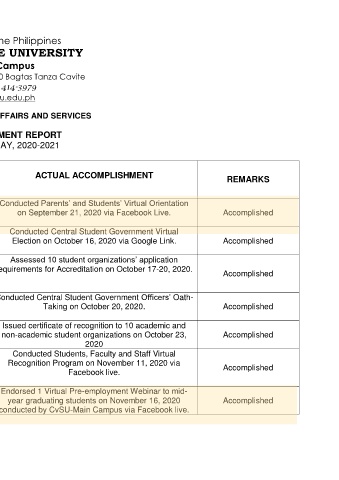 he Philippines
E UNIVERSITY
Campus
0 Bagtas Tanza Cavite
414-3979
u.edu.ph
FFAIRS AND SERVICES
MENT REPORT
AY, 2020-2021
ACTUAL ACCOMPLISHMENT
REMARKS
Conducted Parents' and Students' Virtual Orientation
on September 21, 2020 via Facebook Live.
Accomplished
Conducted Central Student Government Virtual
Election on October 16, 2020 via Google Link.
Accomplished
Assessed 10 student organizations' application
equirements for Accreditation on October 17-20, 2020.
Accomplished
Conducted Central Student Government Officers' Oath-
Taking on October 20, 2020.
Accomplished
Issued certificate of recognition to 10 academic and
non-academic student organizations on October 23,
2020
Accomplished
Conducted Students, Faculty and Staff Virtual
Recognition Program on November 11, 2020 via
Facebook live.
Accomplished
Endorsed 1 Virtual Pre-employment Webinar to mid-
year graduating students on November 16, 2020
conducted by CvSU-Main Campus via Facebook live.
Accomplished